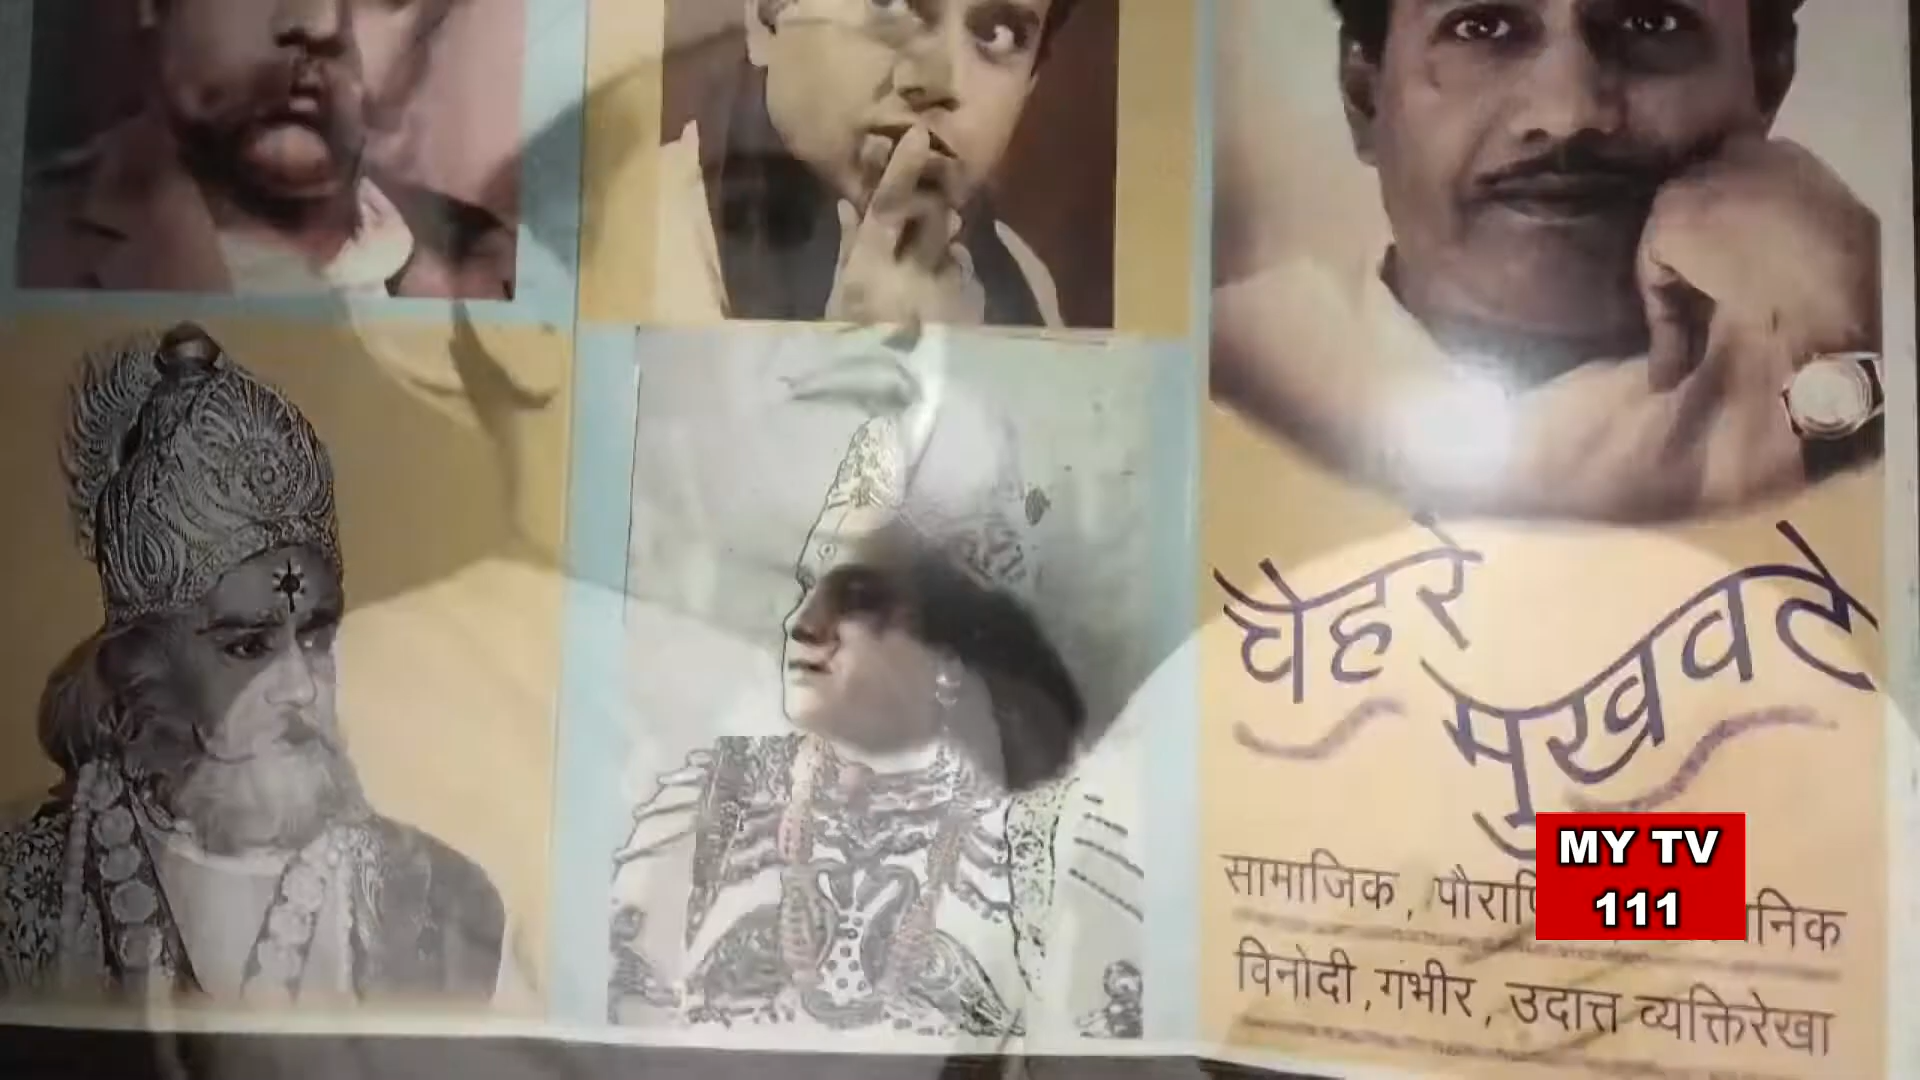 चेहरे
मुखवटे
सामाजिक, पौराणिक
विनोदी, गंभीर, उदात्त व्यक्तिरेखा
MY TV
111